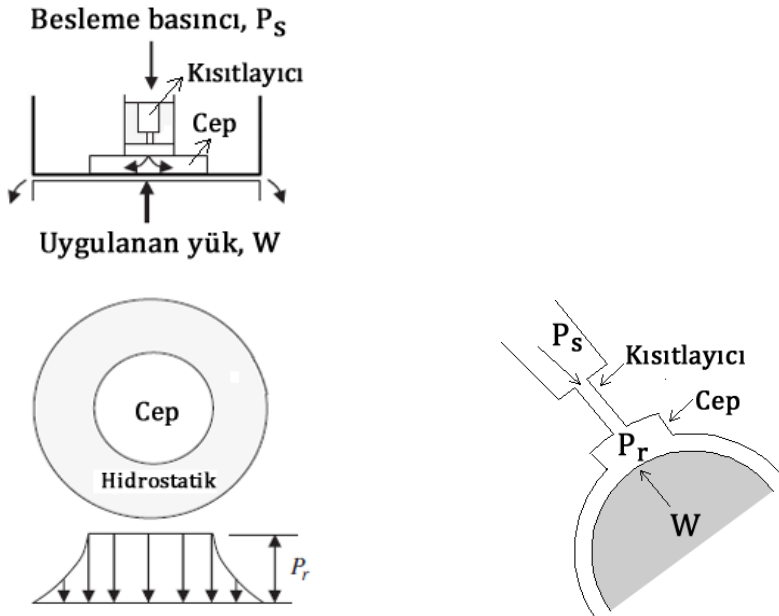 Besleme basıncı, Ps
Kısıtlayıcı
Cep
Uygulanan yük, W
Cep
Hidrostatik
Pr
Ps
Kısıtlayıcı
Cep
Pr
W